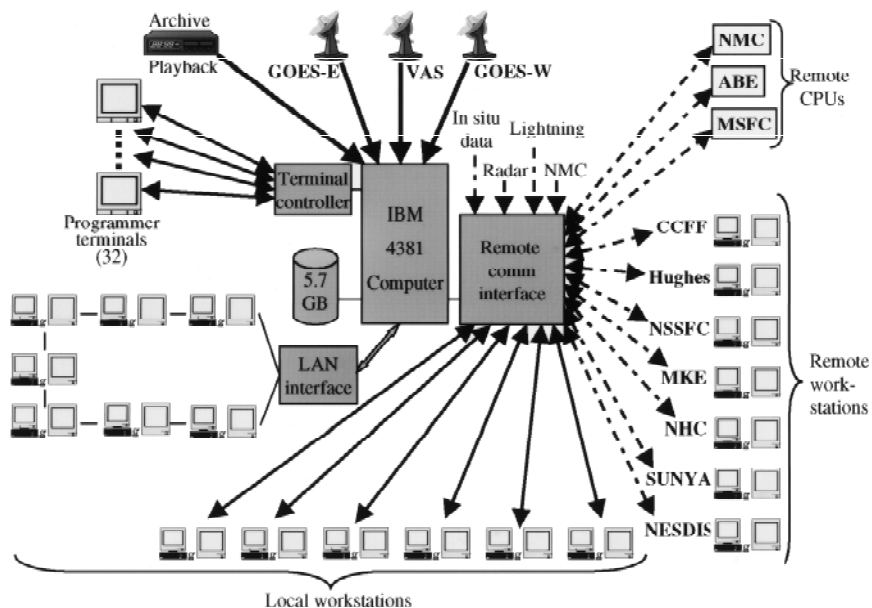 Archive
Playback
GOES-E
VAS
GOES-W
NMC
ABE
MSFC
Remote
CPUs
In situ
data
Lightning
Radar
NMC
Terminal
controller
Programmer
terminals
(32)
IBM
4381
Computer
Remote
comm
interface
5.7
GB
LAN
interface
CCFF
Hughes
NSSFC
MKE
NHC
SUNYA
NESDIS
Remote
work-
stations
Local workstations